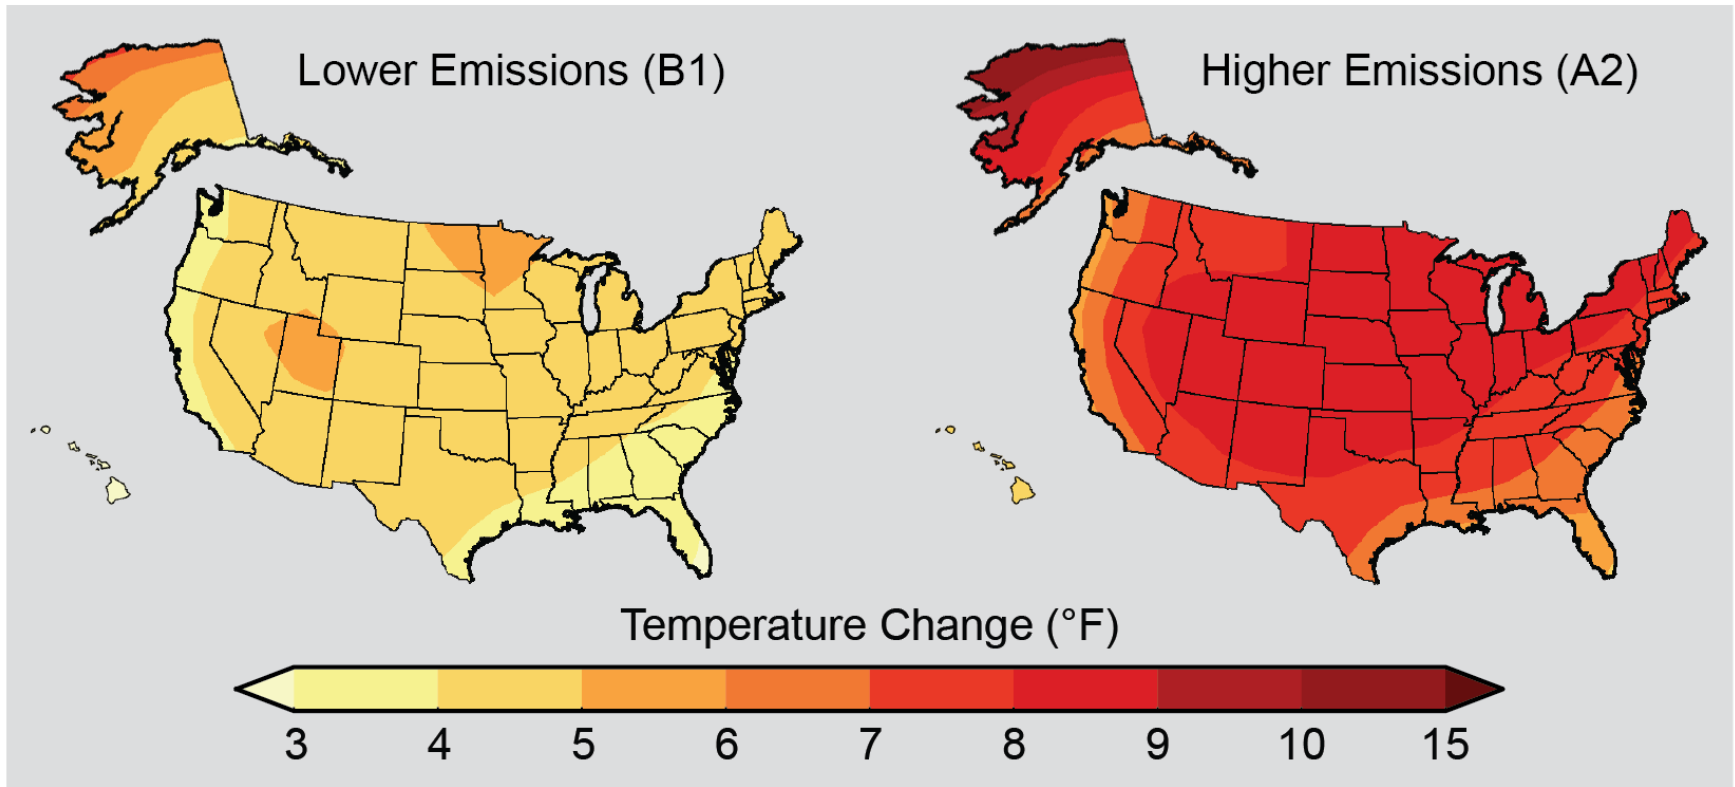 Lower Emissions (B1)
Higher Emissions (A2)
Temperature Change (°F)
3 4 5 6 7 8 9 10 15